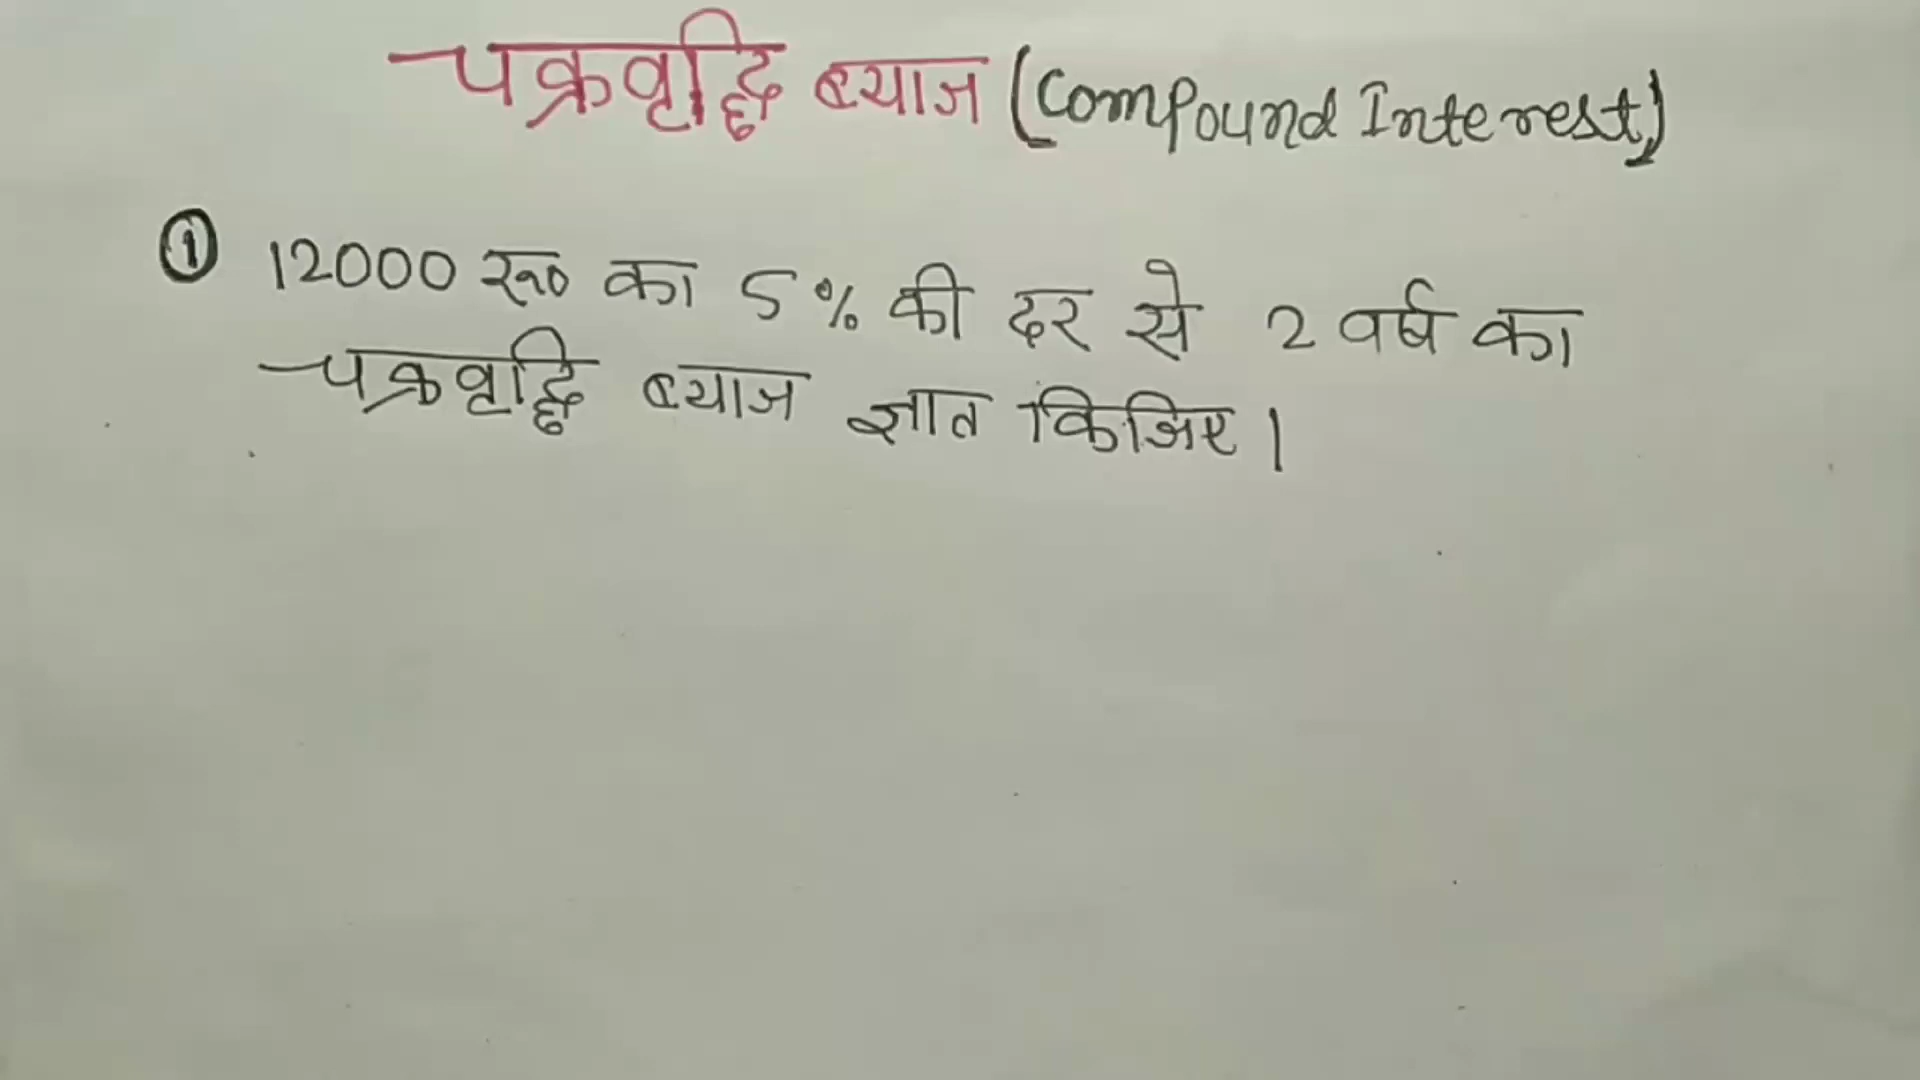 चक्रवृद्धि ब्याज (Compound Interest)
① 12000 रू० का 5% की दर से 2 वर्ष का
चक्रवृद्धि ब्याज ज्ञात किजिए।